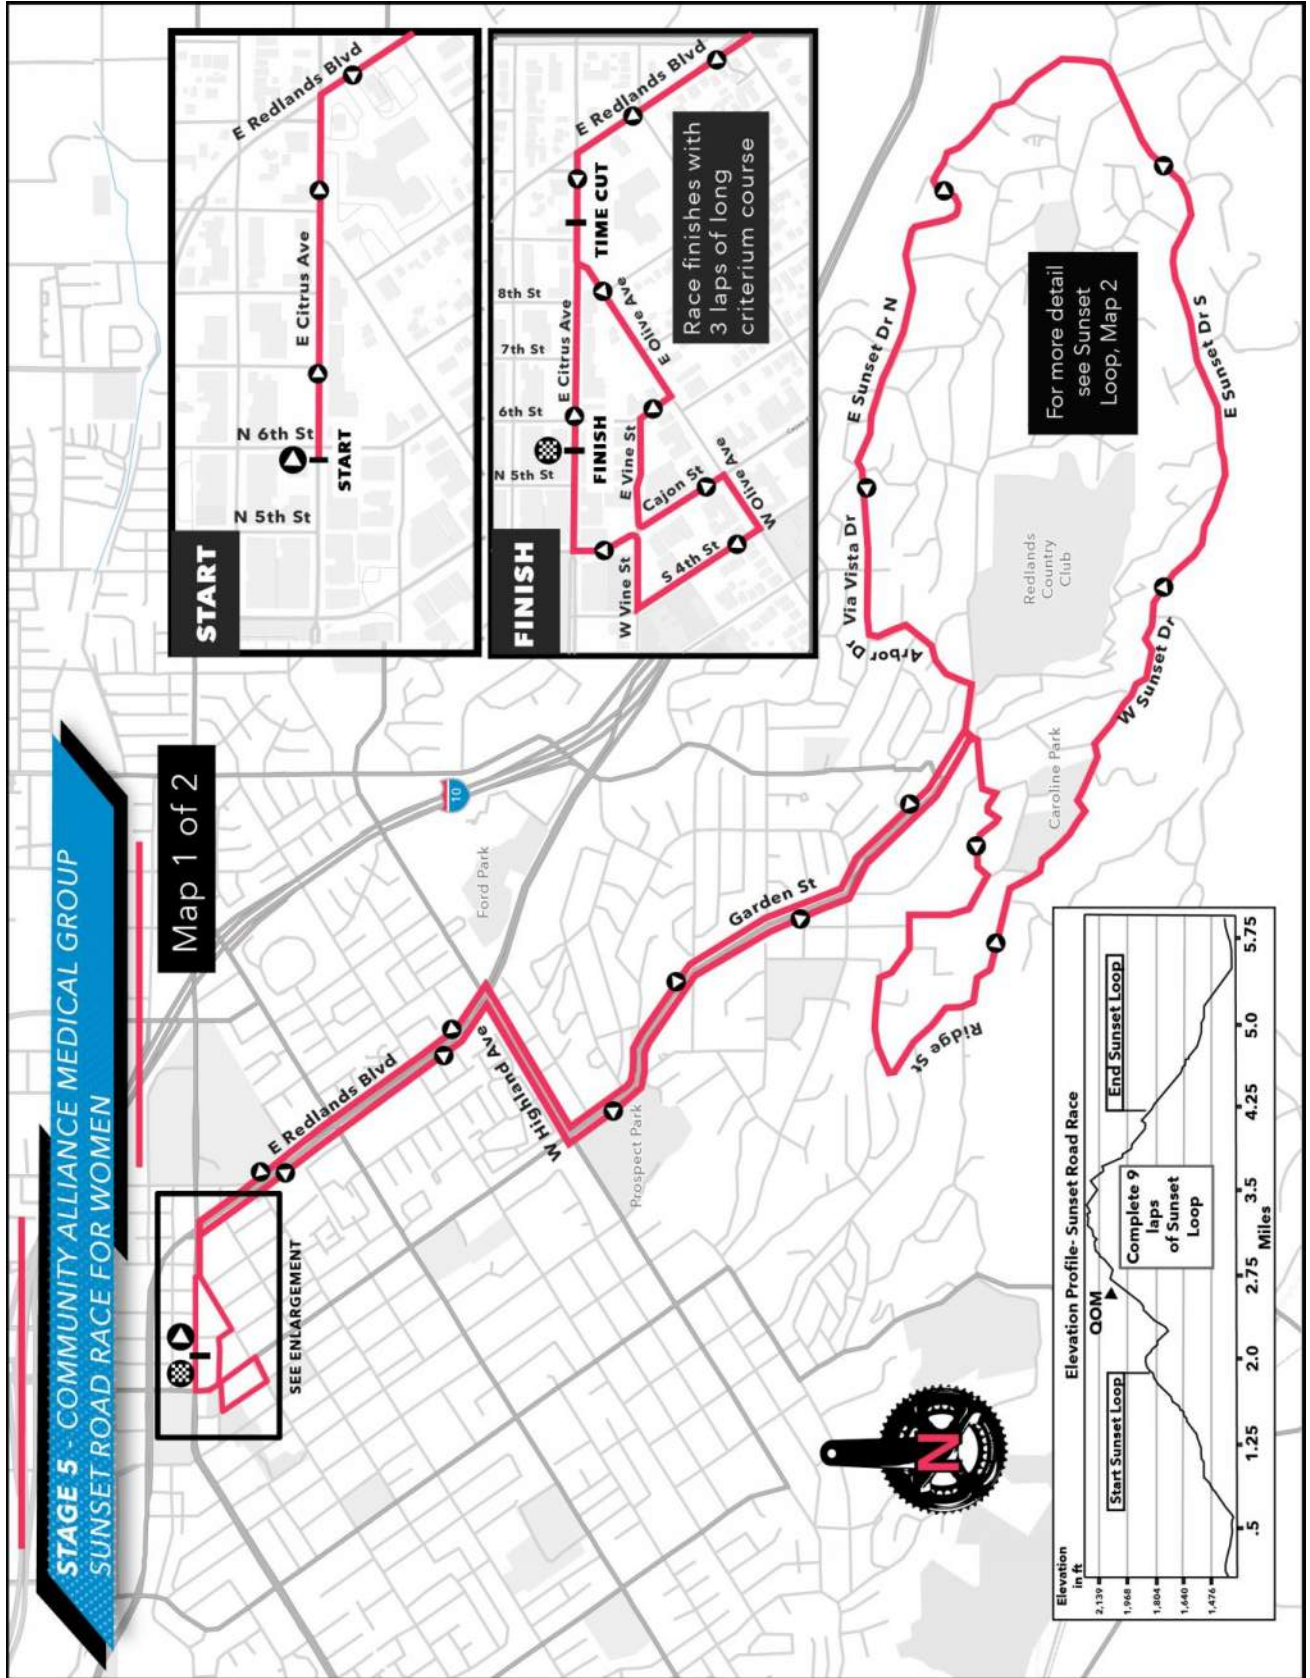 STAGE 5 - COMMUNITY ALLIANCE MEDICAL GROUP
SUNSET ROAD RACE FOR WOMEN
Map 1 of 2
START
N 5th St
N 6th St
START
E Citrus Ave
E Redlands Blvd
FINISH
N 5th St
6th St
7th St
8th St
FINISH
E Citrus Ave
TIME CUT
E Redlands Blvd
W Vine St
E Vine St
S 4th St
Cajon St
W Olive Ave
E Olive Ave
Race finishes with
3 laps of long
criterium course
SEE ENLARGEMENT
E Redlands Blvd
10
Ford Park
W Highland Ave
Prospect Park
Garden St
Ridge St
Arbor Dr
Via Vista Dr
E Sunset Dr N
Redlands
Country
Club
Caroline Park
W Sunset Dr
E Sunset Dr S
For more detail
see Sunset
Loop, Map 2
N
Elevation Profile- Sunset Road Race
Elevation
in ft
2,139
1,968
1,804
1,640
1,476
Start Sunset Loop
QOM
Complete 9
laps
of Sunset
Loop
End Sunset Loop
.5
1.25
2.0
2.75
3.5
4.25
5.0
5.75
Miles